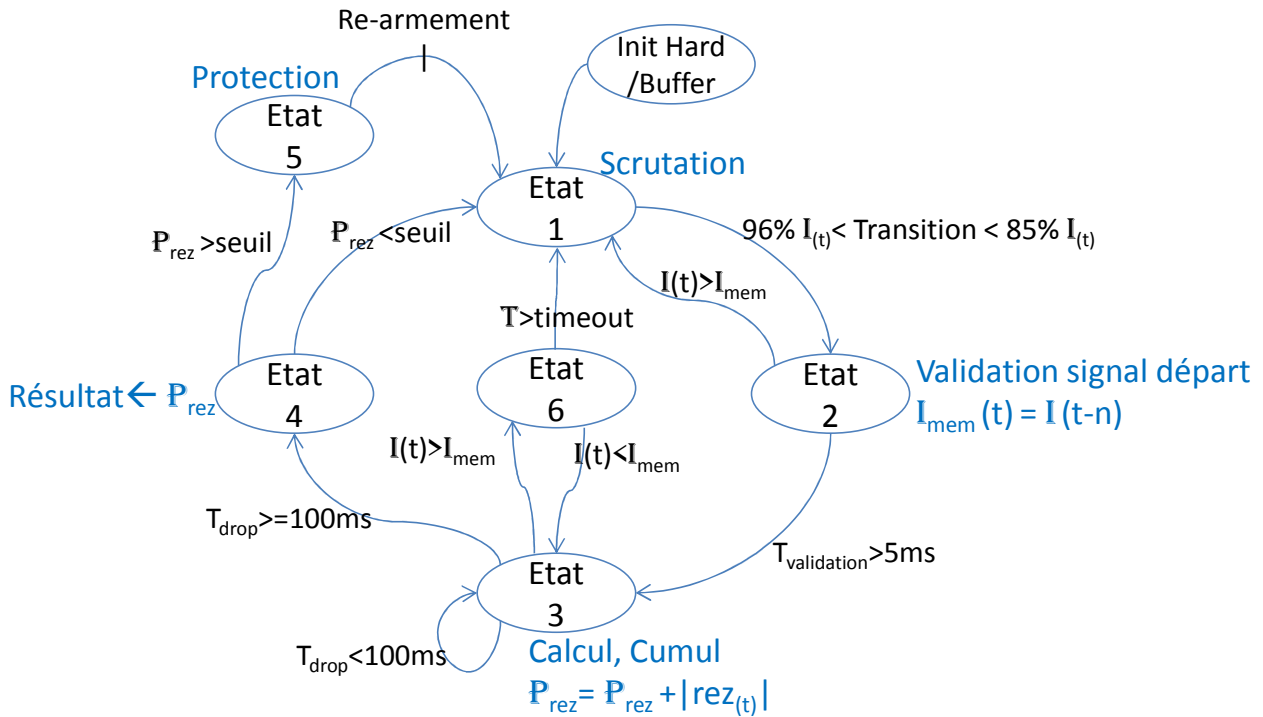 Re-armement
Init Hard
/Buffer
Protection
Etat
5
Scrutation
Etat
1
96% I(t)< Transition < 85% I(t)
Prez >seuil
Prez <seuil
I(t)>Imem
T>timeout
Résultat ← Prez
Etat
4
Etat
6
Etat
2
Validation signal départ
Imem (t) = I (t-n)
I(t)>Imem
I(t)<Imem
Tdrop>=100ms
Tvalidation>5ms
Etat
3
Tdrop<100ms
Calcul, Cumul
Prez= Prez +|rez(t)|